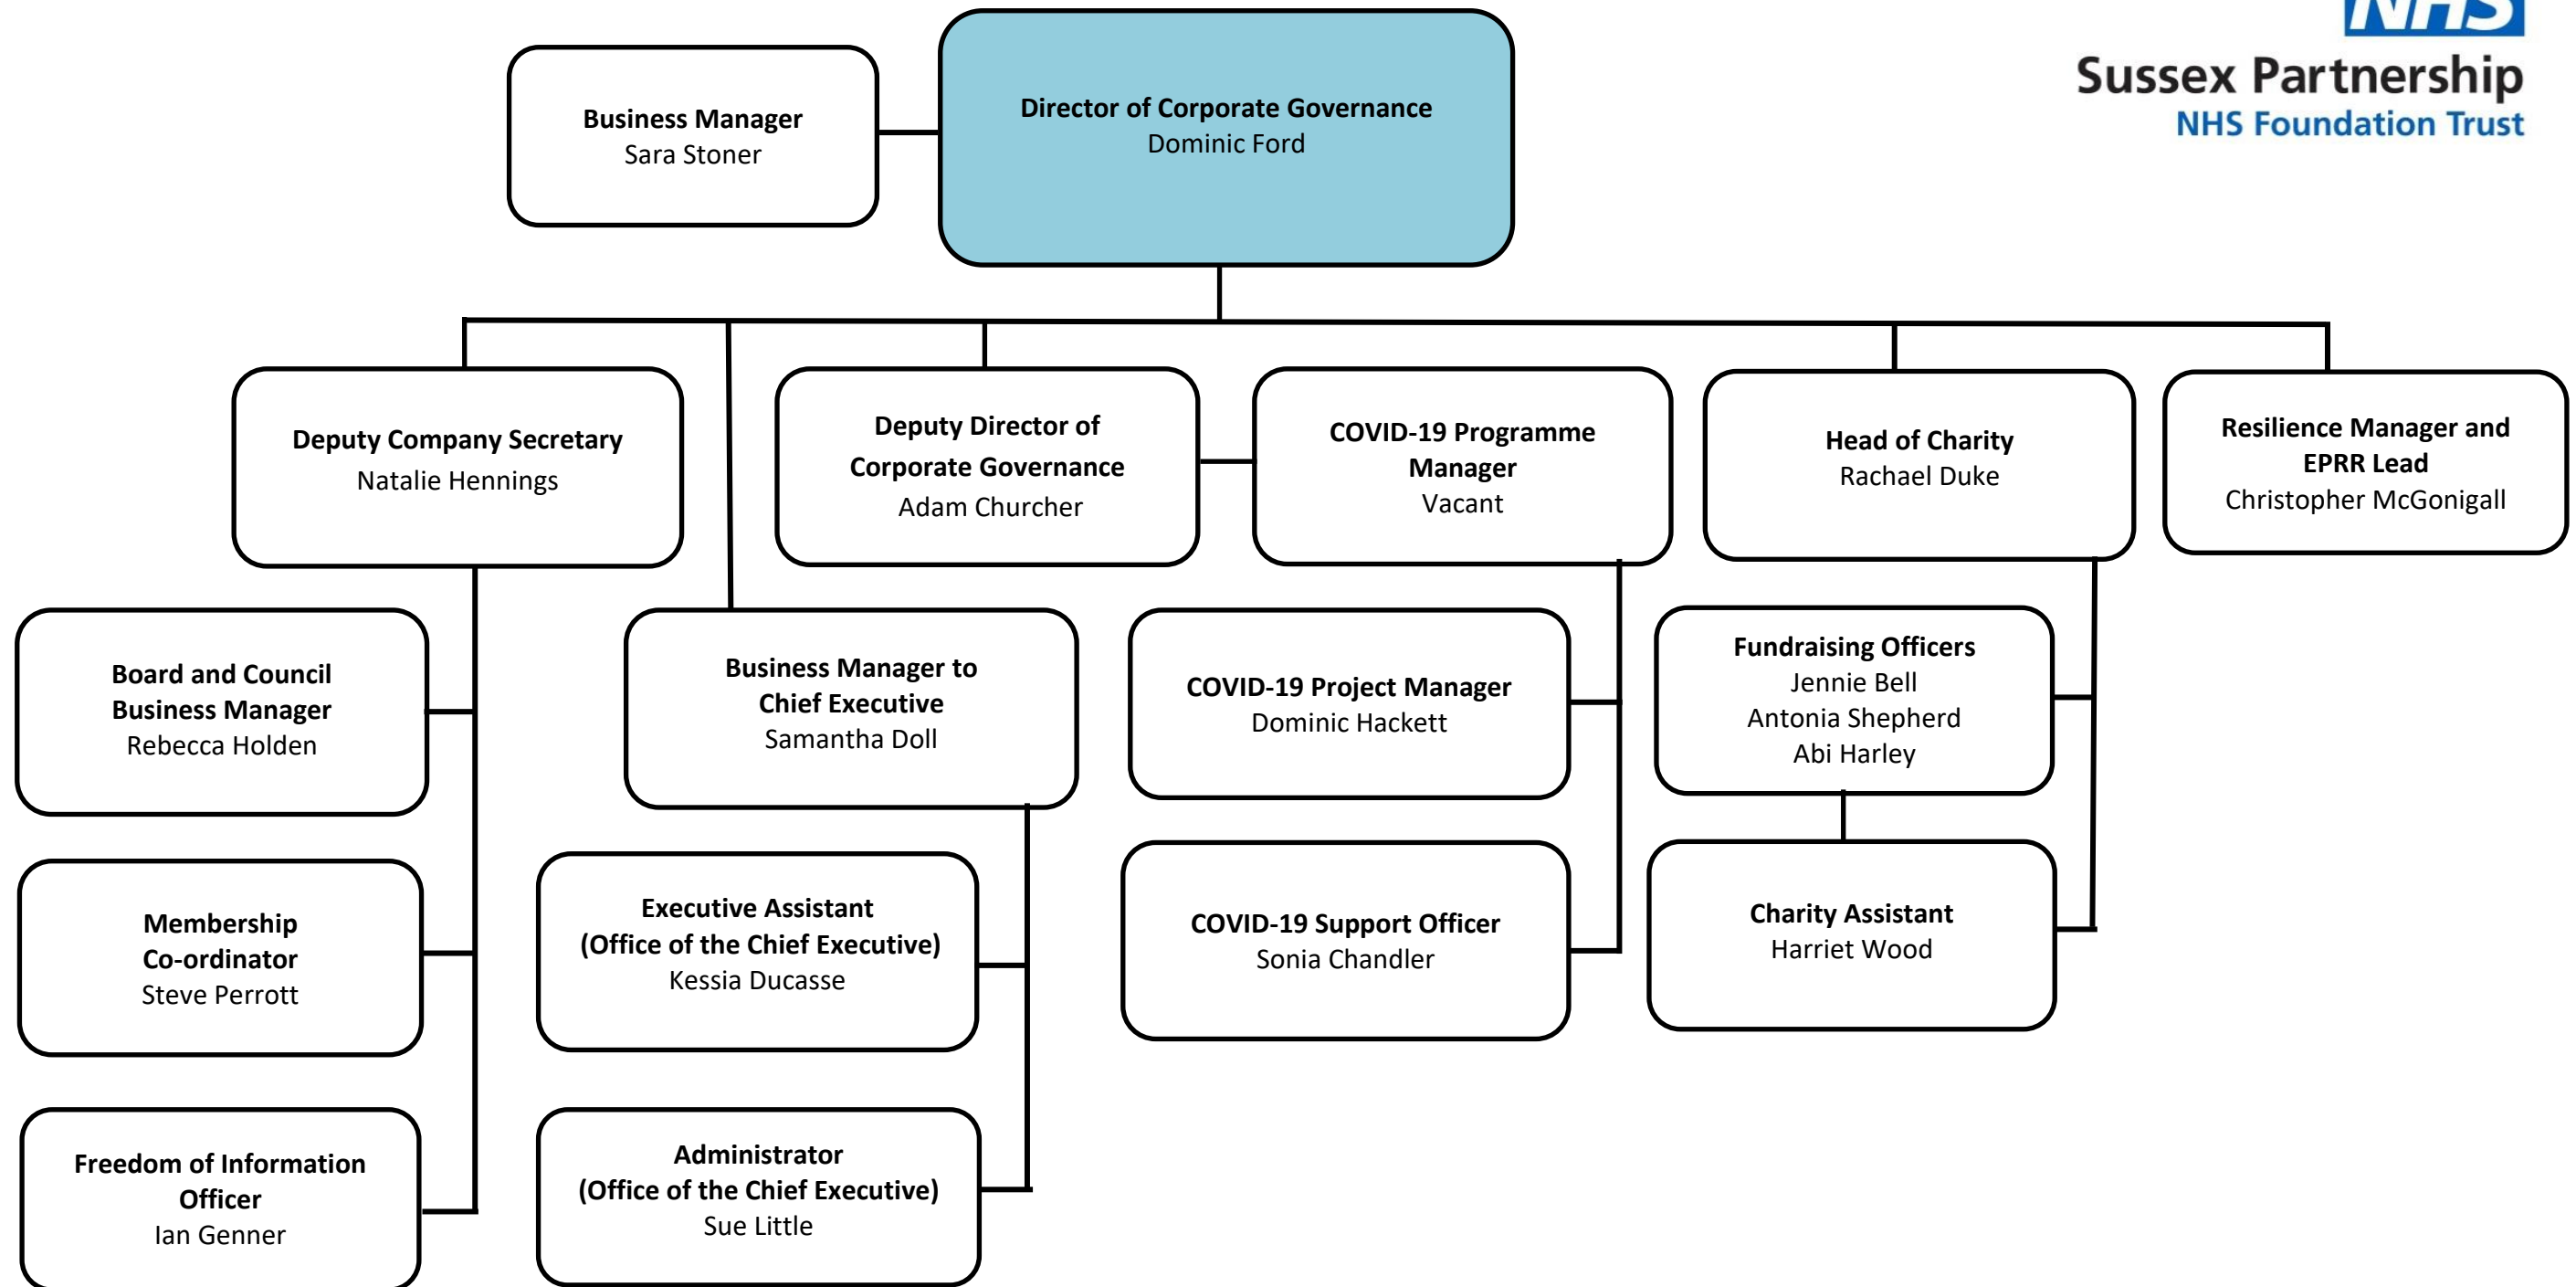 NHS
Sussex Partnership
NHS Foundation Trust
Business Manager
Sara Stoner
Director of Corporate Governance
Dominic Ford
Deputy Company Secretary
Natalie Hennings
Deputy Director of
Corporate Governance
Adam Churcher
COVID-19 Programme
Manager
Vacant
Head of Charity
Rachael Duke
Resilience Manager and
EPRR Lead
Christopher McGonigall
Board and Council
Business Manager
Rebecca Holden
Business Manager to
Chief Executive
Samantha Doll
COVID-19 Project Manager
Dominic Hackett
Fundraising Officers
Jennie Bell
Antonia Shepherd
Abi Harley
Membership
Co-ordinator
Steve Perrott
Executive Assistant
(Office of the Chief Executive)
Kessia Ducasse
COVID-19 Support Officer
Sonia Chandler
Charity Assistant
Harriet Wood
Freedom of Information
Officer
Ian Genner
Administrator
(Office of the Chief Executive)
Sue Little